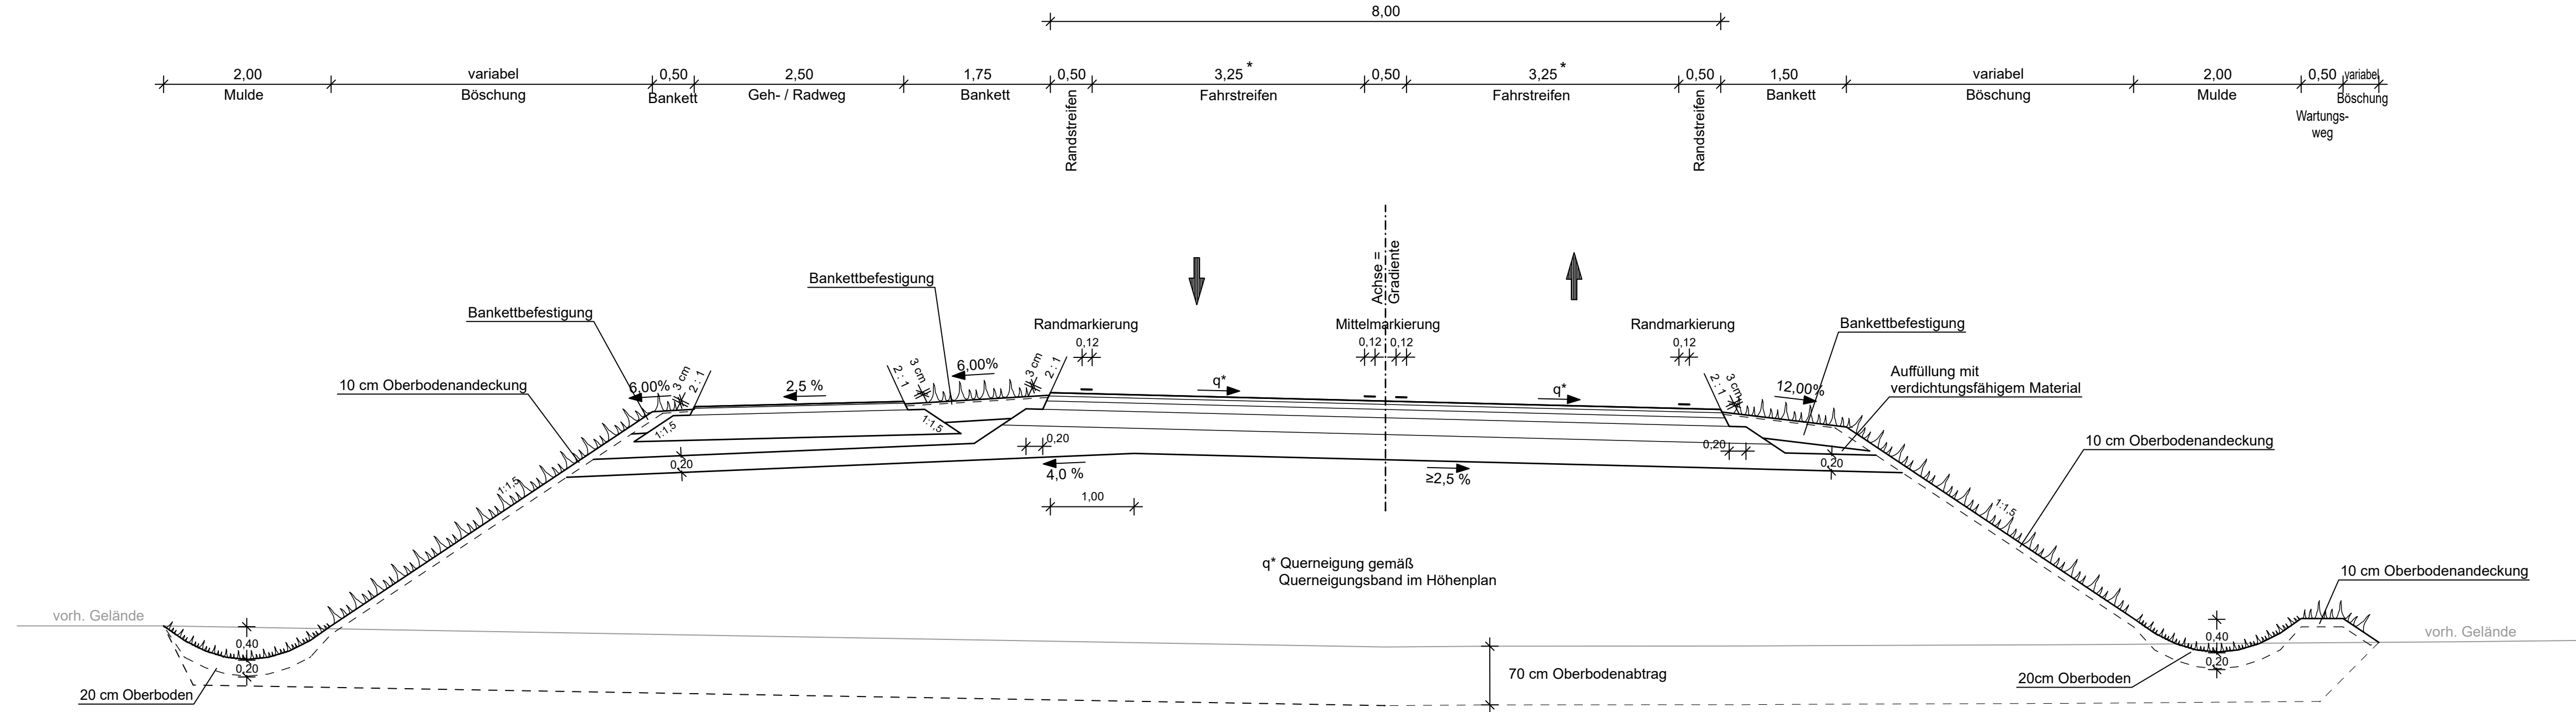 8,00
2,00 variabel 0,50 2,50 1,75 0,50 3,25 * 0,50 3,25 * 0,50 1,50 variabel 2,00 0,50 variabel
Mulde Böschung Bankett Geh- / Radweg Bankett Randstreifen Fahrstreifen Fahrstreifen Randstreifen Bankett Böschung Mulde Böschung
Wartungs-
weg
Achse =
Gradiente
Bankettbefestigung
Bankettbefestigung
Randmarkierung Mittelmarkierung Randmarkierung
Bankettbefestigung
0,12 0,12 0,12 0,12
Auffüllung mit
verdichtungsfähigem Material
10 cm Oberbodenandeckung
6,00% 3 cm 2 : 1 2,5 % 2 : 1 3 cm 6,00% 3 cm 2 : 1 q* q* 2 : 1 3 cm 12,00%
1:1,5 1:1,5
0,20 0,20
10 cm Oberbodenandeckung
0,20 4,0 % ≥2,5 % 0,20
1:1,5 1,00 1:1,5
q* Querneigung gemäß
Querneigungsband im Höhenplan
10 cm Oberbodenandeckung
vorh. Gelände
vorh. Gelände
0,40 0,40
0,20 0,20
70 cm Oberbodenabtrag
20 cm Oberboden
20cm Oberboden